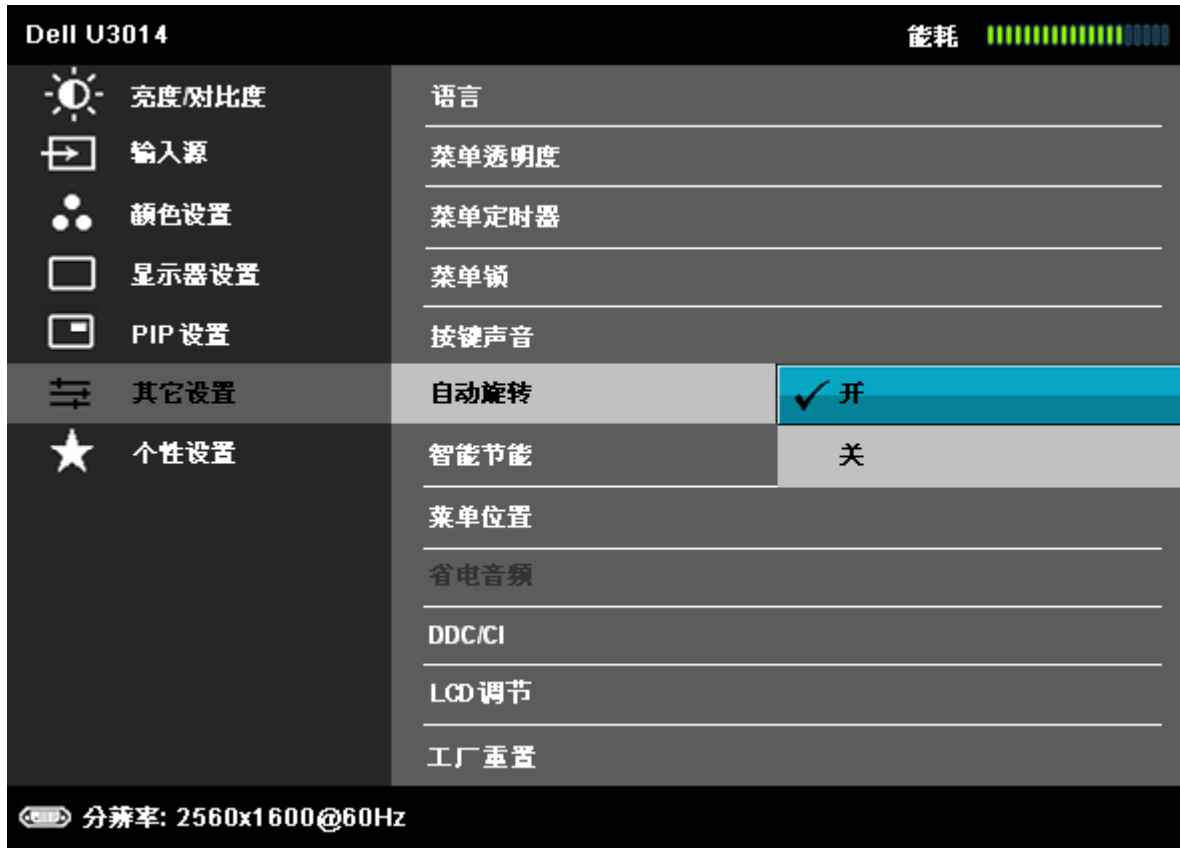 Dell U3014
能耗
亮度/对比度
输入源
颜色设置
显示器设置
PIP 设置
其它设置
个性设置
语言
菜单透明度
菜单定时器
菜单锁
按键声音
自动旋转
开
关
智能节能
菜单位置
省电音频
DDC/CI
LCD 调节
工厂重置
分辨率: 2560x1600@60Hz